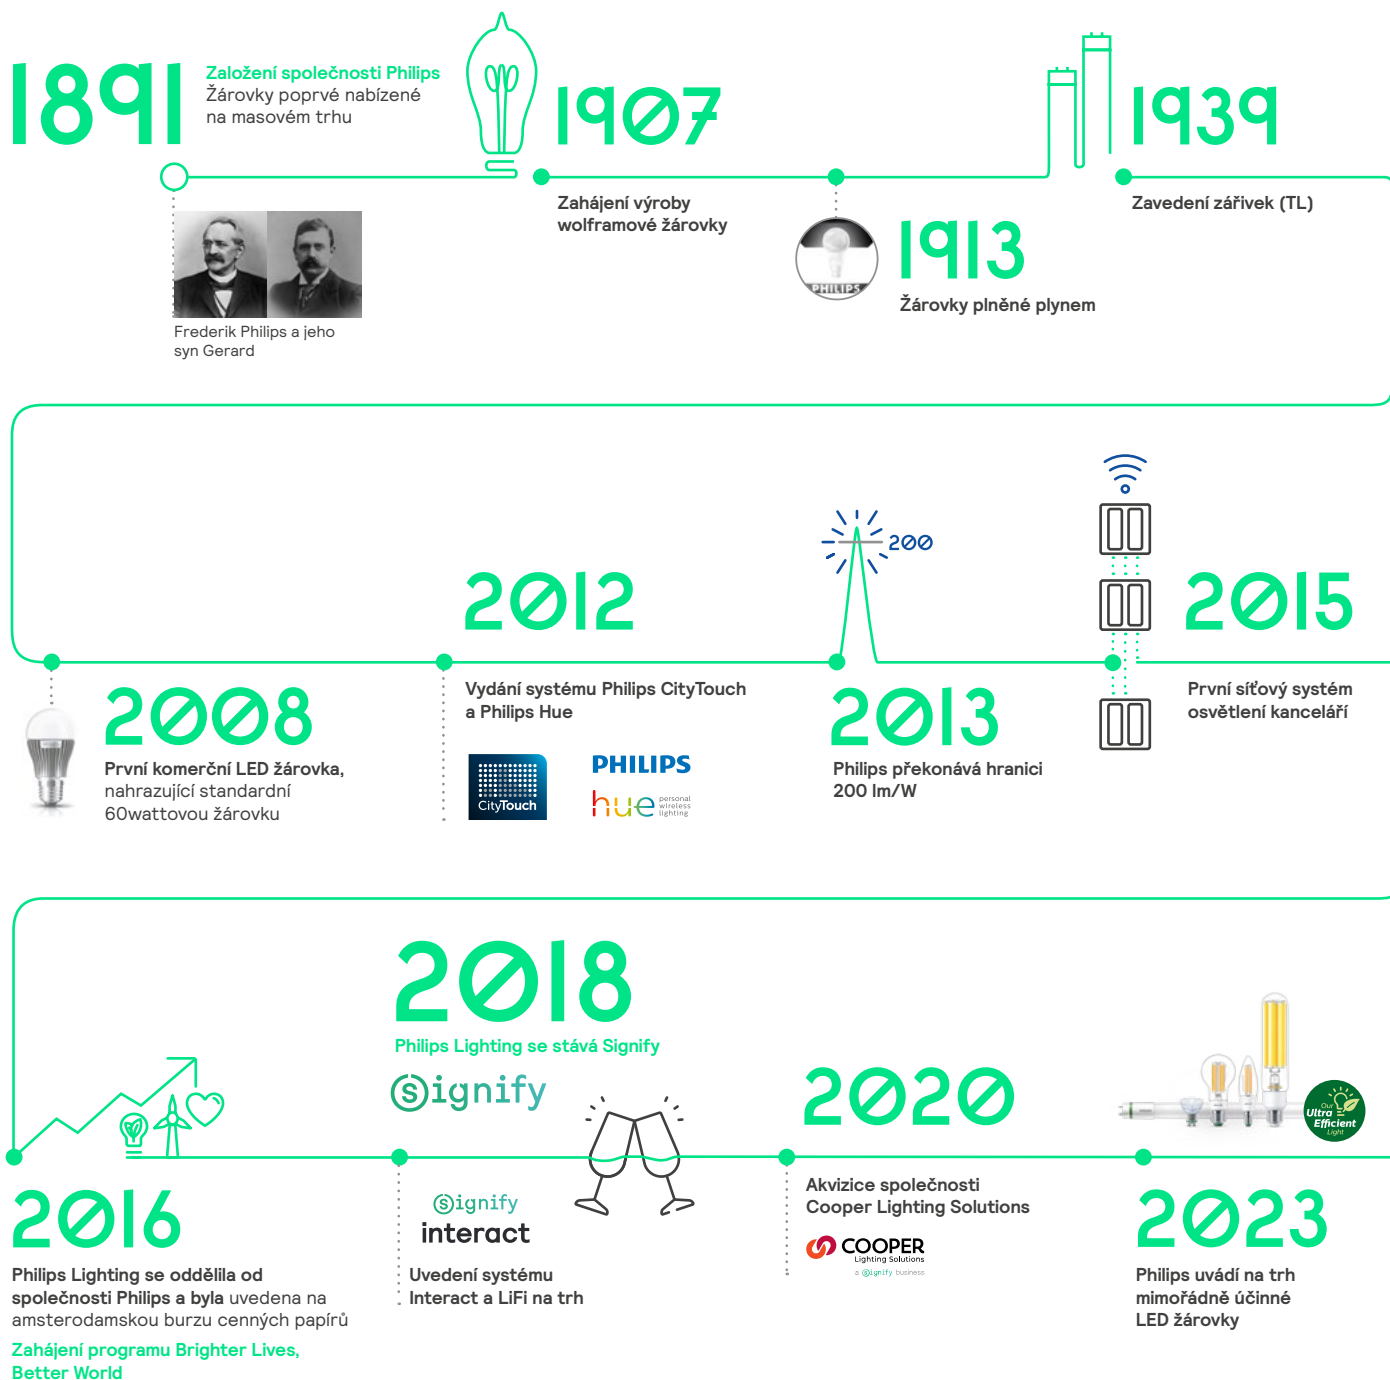 1891
Založení společnosti Philips
Žárovky poprvé nabízené
na masovém trhu
Frederik Philips a jeho
syn Gerard
1907
Zahájení výroby
wolframové žárovky
PHILIPS
1913
Žárovky plněné plynem
1939
Zavedení zářivek (TL)
2008
První komerční LED žárovka,
nahrazující standardní
60wattovou žárovku
2012
Vydání systému Philips CityTouch
a Philips Hue
CityTouch
PHILIPS
hue personal
wireless
lighting
200
2013
Philips překonává hranici
200 lm/W
2015
První síťový systém
osvětlení kanceláří
2016
Philips Lighting se oddělila od
společnosti Philips a byla uvedena na
amsterodamskou burzu cenných papírů
Zahájení programu Brighter Lives,
Better World
2018
Philips Lighting se stává Signify
Signify
Signify
interact
Uvedení systému
Interact a LiFi na trh
2020
Akvizice společnosti
Cooper Lighting Solutions
COOPER
Lighting Solutions
a Signify business
Our
Ultra
Efficient
Light
2023
Philips uvádí na trh
mimořádně účinné
LED žárovky